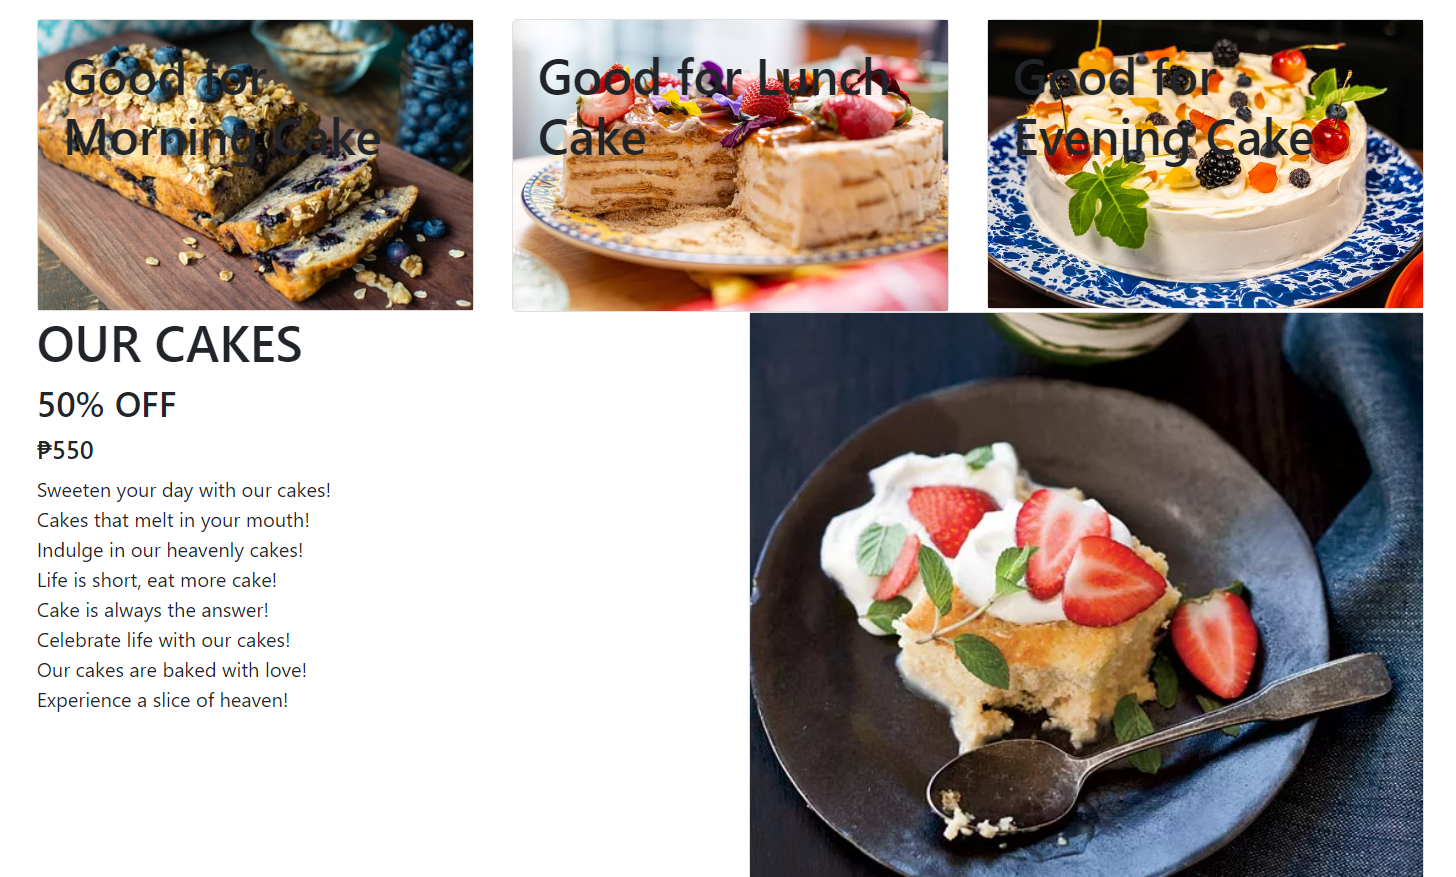 Good for
Morning Cake
Good for Lunch
Cake
Good for
Evening Cake
OUR CAKES
50% OFF
₱550
Sweeten your day with our cakes!
Cakes that melt in your mouth!
Indulge in our heavenly cakes!
Life is short, eat more cake!
Cake is always the answer!
Celebrate life with our cakes!
Our cakes are baked with love!
Experience a slice of heaven!